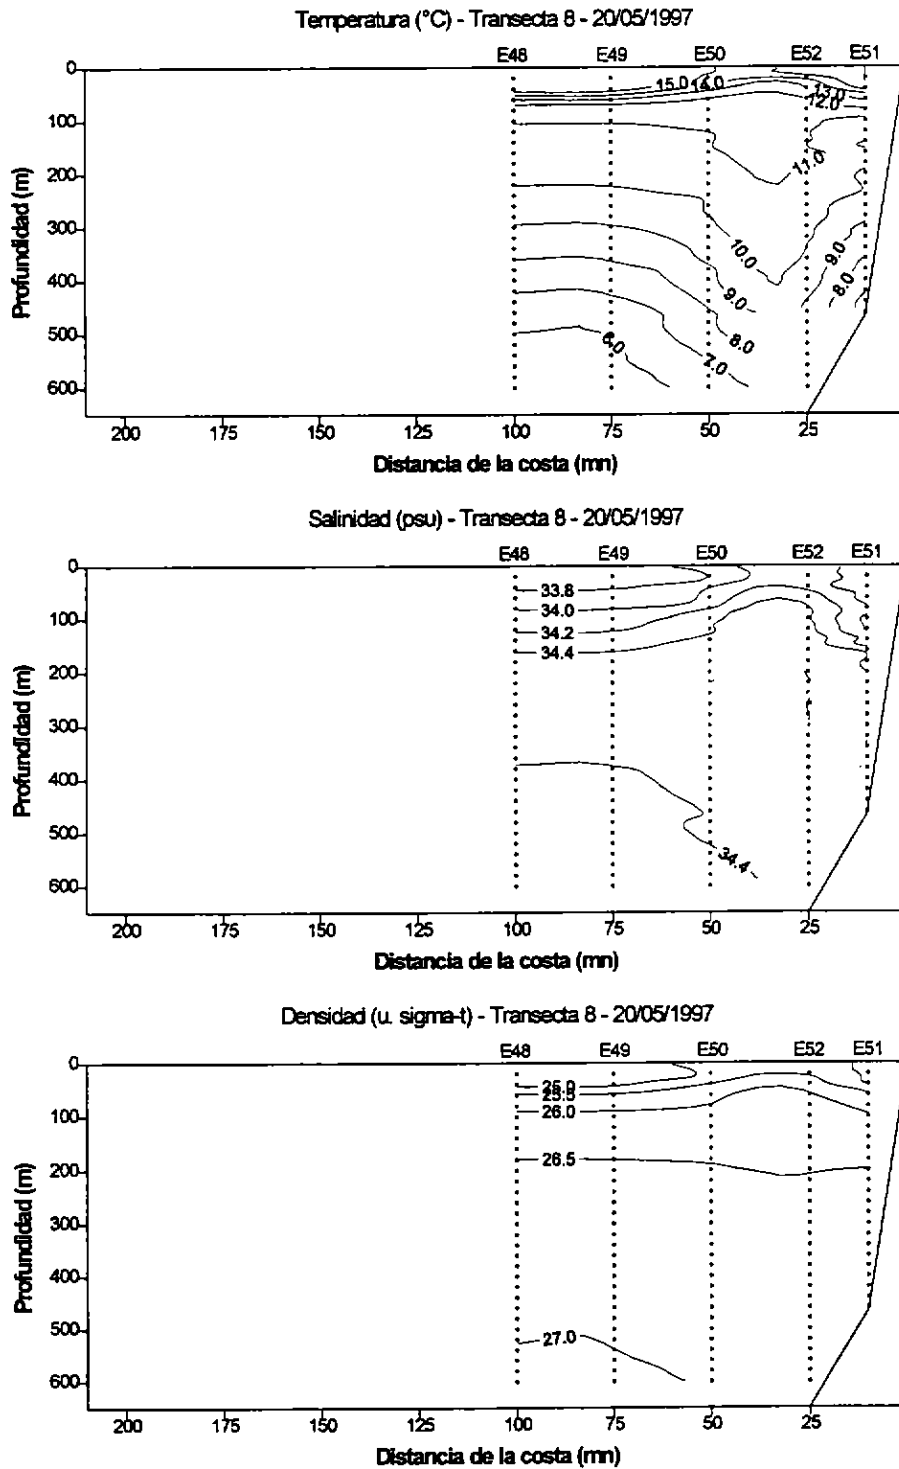 Temperatura (°C) - Transecta 8 - 20/05/1997
E48 E49 E50 E52 E51
0
100
200
300
400
500
600
Profundidad (m)
15.0 14.0 13.0
12.0
11.0
10.0
9.0
9.0
8.0
8.0
7.0
6.0
200 175 150 125 100 75 50 25
Distancia de la costa (mn)
Salinidad (psu) - Transecta 8 - 20/05/1997
E48 E49 E50 E52 E51
0
100
200
300
400
500
600
Profundidad (m)
33.8
34.0
34.2
34.4
34.4
200 175 150 125 100 75 50 25
Distancia de la costa (mn)
Densidad (u. sigma-t) - Transecta 8 - 20/05/1997
E48 E49 E50 E52 E51
0
100
200
300
400
500
600
Profundidad (m)
25.0
25.5
26.0
26.5
27.0
200 175 150 125 100 75 50 25
Distancia de la costa (mn)